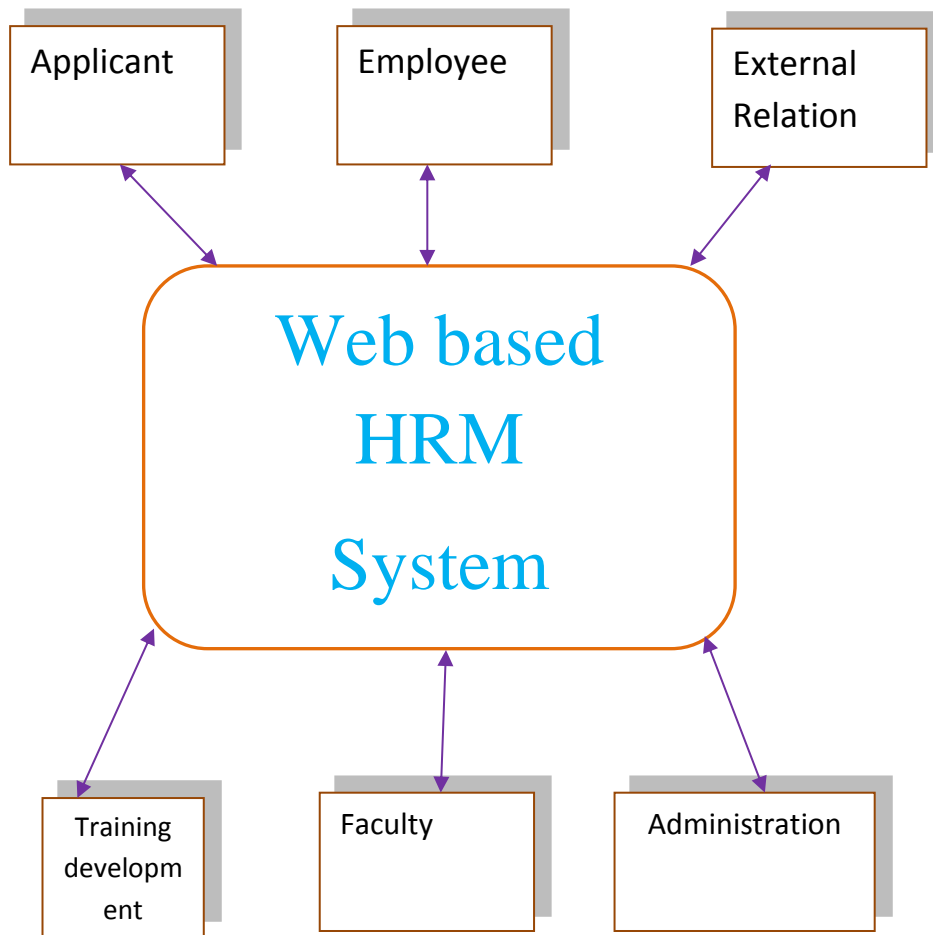 Applicant
Employee
External
Relation
Web based
HRM
System
Training
developm
ent
Faculty
Administration